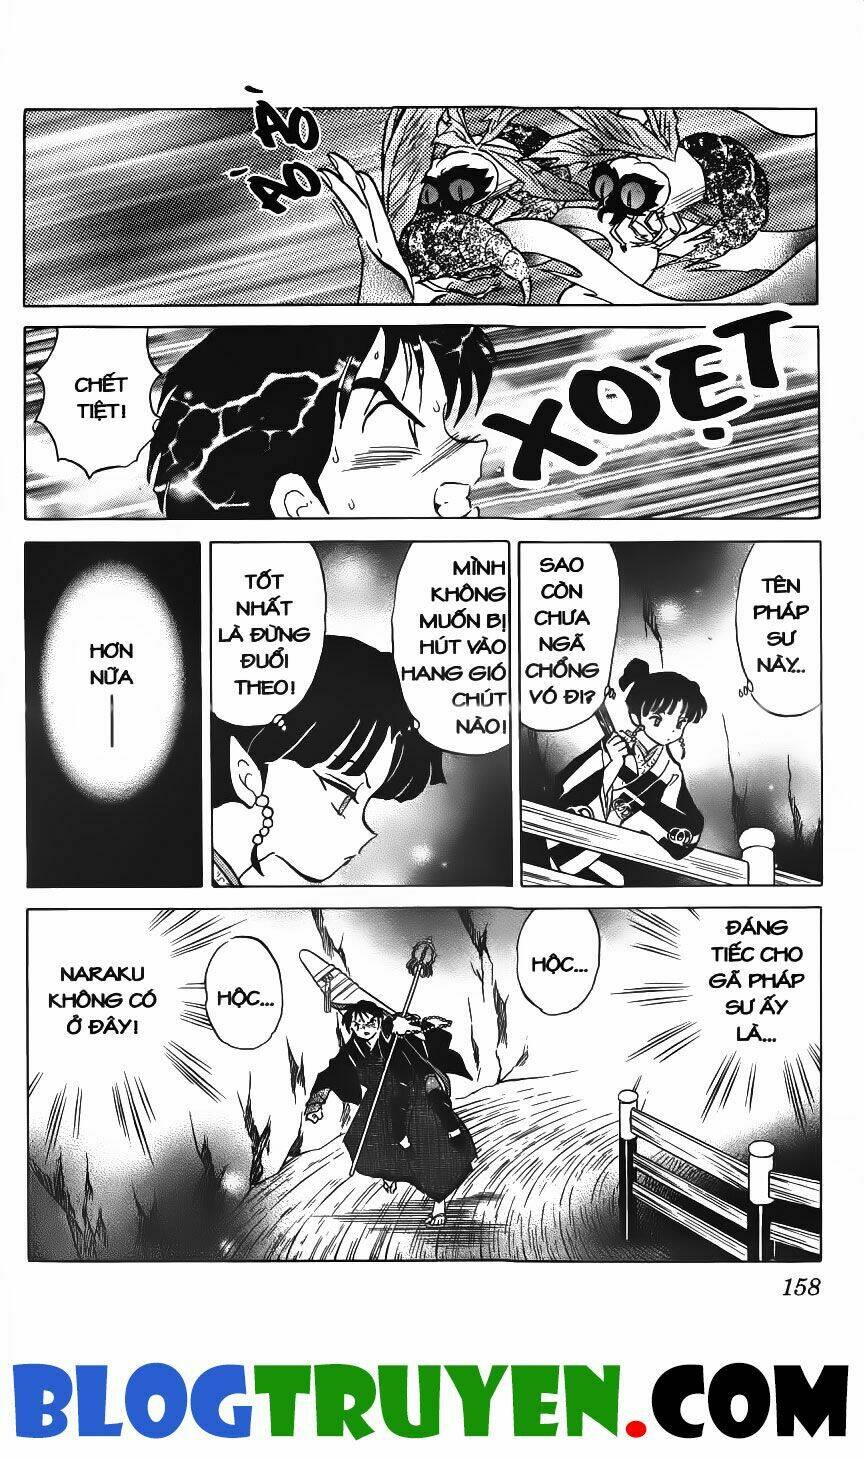 ÀO
ÀO
CHẾT
TIỆT!
XOẸT
TÊN
PHÁP
SƯ
NÀY...
SAO
CÒN
CHƯA
NGÃ
CHỔNG
VÓ ĐI?
MÌNH
KHÔNG
MUỐN BỊ
HÚT VÀO
HANG GIÓ
CHÚT
NÀO!
TỐT
NHẤT
LÀ ĐỪNG
ĐUỔI
THEO!
HƠN
NỮA
—
ĐÁNG
TIẾC CHO
GÃ PHÁP
SƯ ẤY
LÀ...
HỘC...
HỘC...
NARAKU
KHÔNG CÓ
Ở ĐÂY!
158
BLOGTRUYEN.COM